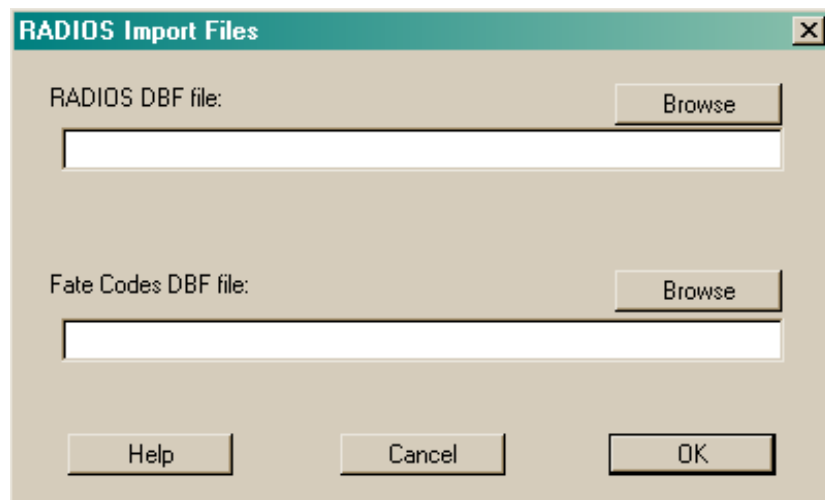 RADIOS Import Files
RADIOS DBF file:
Browse
Fate Codes DBF file:
Browse
Help
Cancel
OK